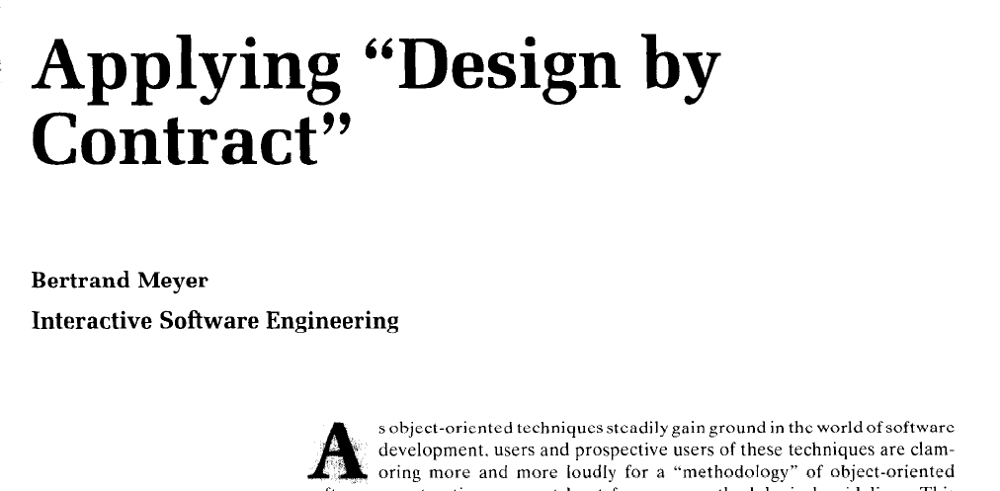 Applying “Design by
Contract”
Bertrand Meyer
Interactive Software Engineering
As object-oriented techniques steadily gain ground in the world of software
development, users and prospective users of these techniques are clam-
oring more and more loudly for a “methodology” of object-oriented